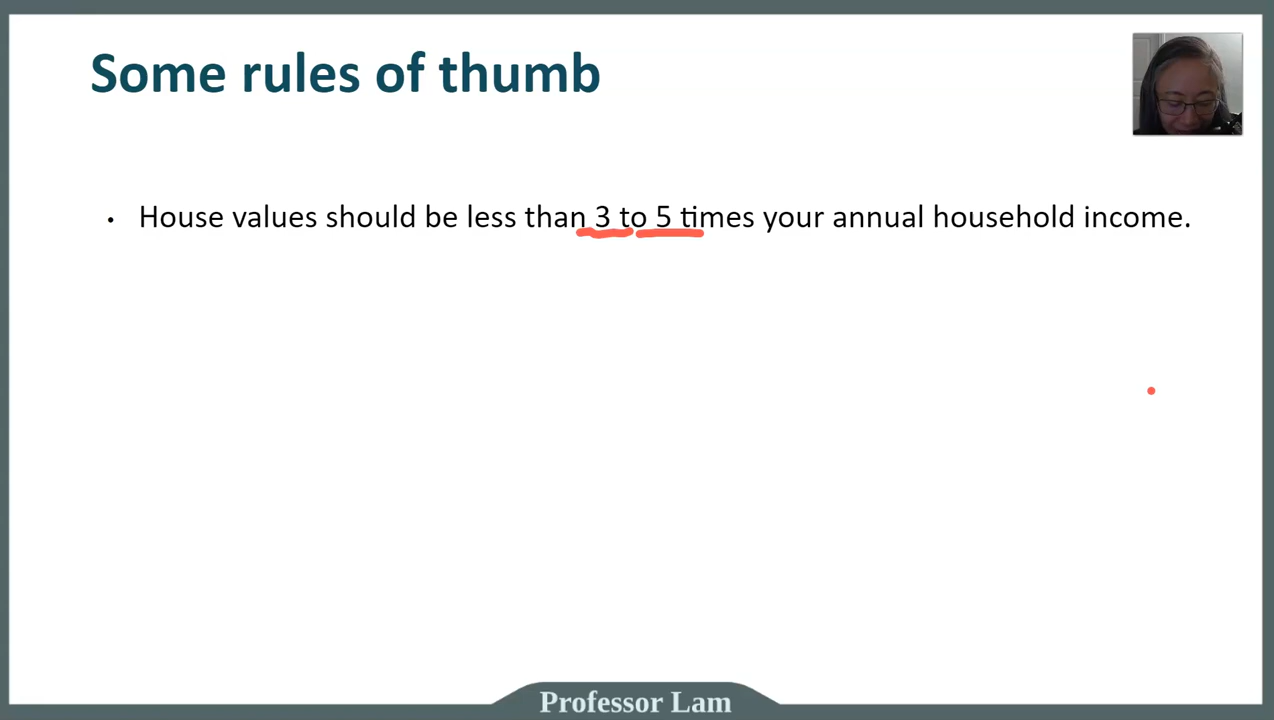 Some rules of thumb
• House values should be less than 3 to 5 times your annual household income.
Professor Lam